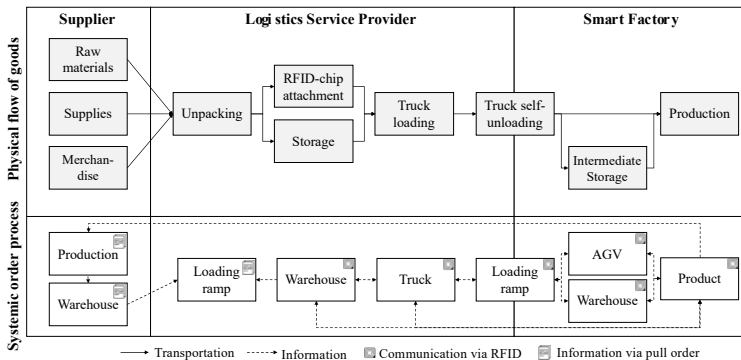 Supplier
Logistics Service Provider
Smart Factory
Physical flow of goods
Raw
materials
Supplies
Merchan-
dise
Unpacking
RFID-chip
attachment
Storage
Truck
loading
Truck self-
unloading
Intermediate
Storage
Production
Systemic order process
Production
Warehouse
Loading
ramp
Warehouse
Truck
Loading
ramp
AGV
Warehouse
Product
Transportation
Information
Communication via RFID
Information via pull order